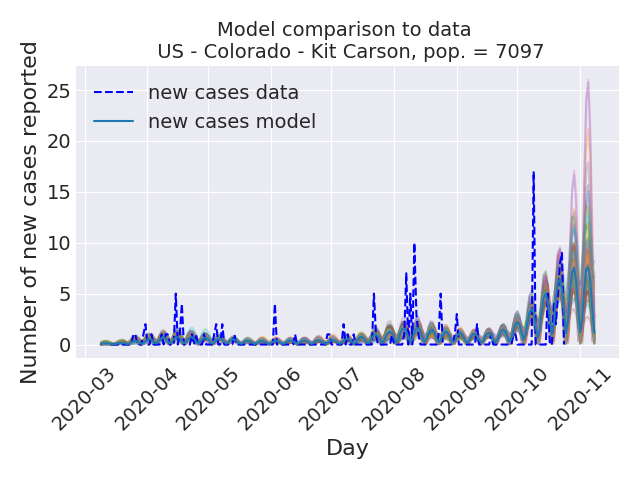 Model comparison to data
US - Colorado - Kit Carson, pop. = 7097
Number of new cases reported
25
20
15
10
5
0
new cases data
new cases model
2020-03
2020-04
2020-05
2020-06
2020-07
2020-08
2020-09
2020-10
2020-11
Day